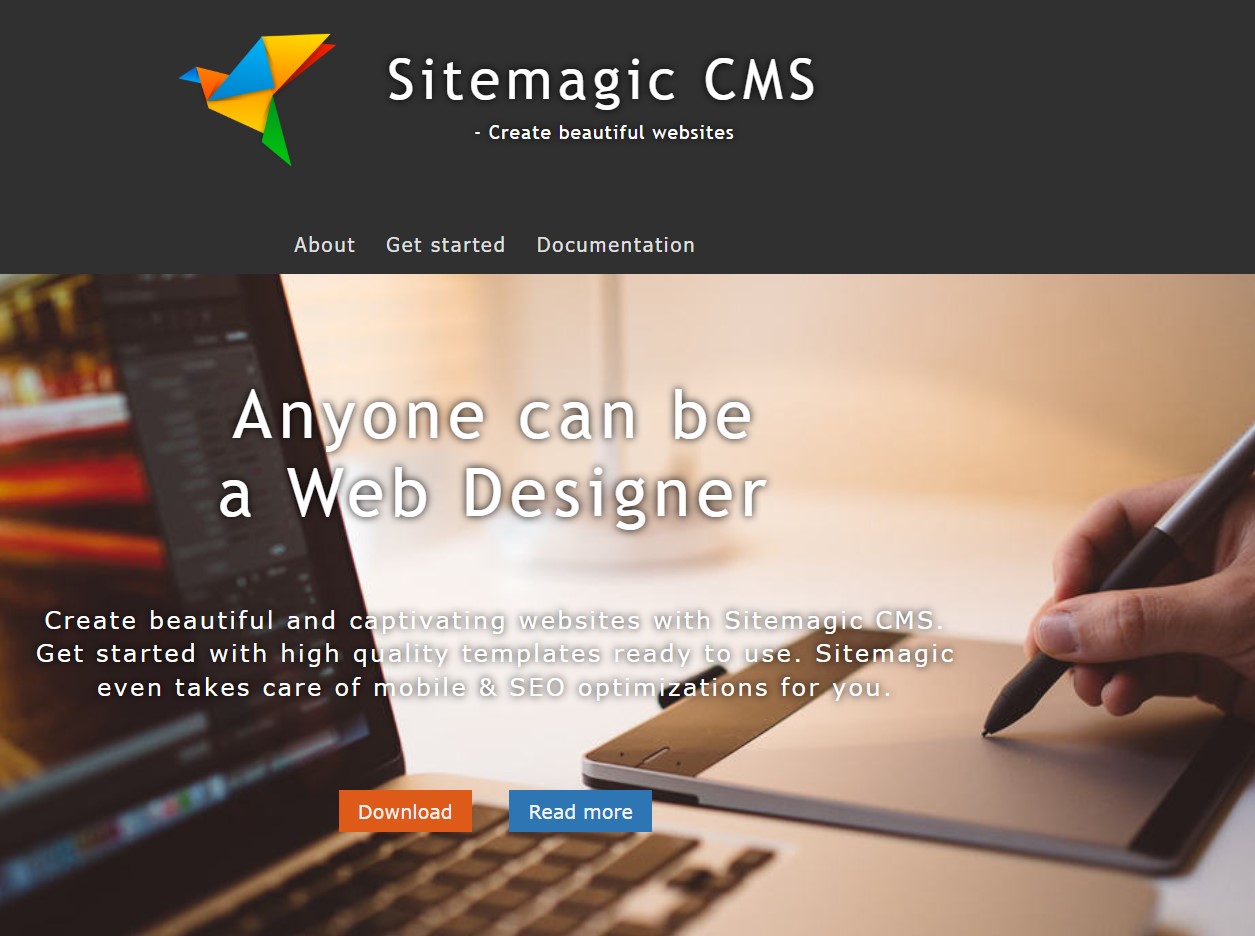 Sitemagic CMS
- Create beautiful websites
About Get started Documentation
Anyone can be
a Web Designer
Create beautiful and captivating websites with Sitemagic CMS.
Get started with high quality templates ready to use. Sitemagic
even takes care of mobile & SEO optimizations for you.
Download Read more